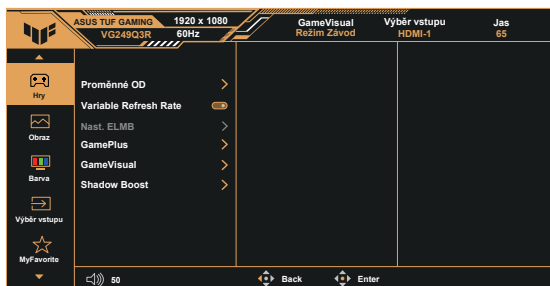 ASUS TUF GAMING 1920 x 1080 GameVisual Výběr vstupu Jas
VG249Q3R 60Hz Režim Závod HDMI-1 65
Hry
Obraz
Barva
Výběr vstupu
MyFavorite
Proměnné OD
Variable Refresh Rate
Nast. ELMB
GamePlus
GameVisual
Shadow Boost
50 Back Enter